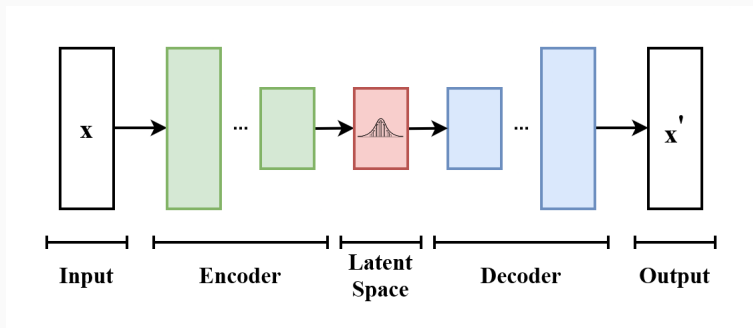 x
...
...
x'
Input
Encoder
Latent
Space
Decoder
Output